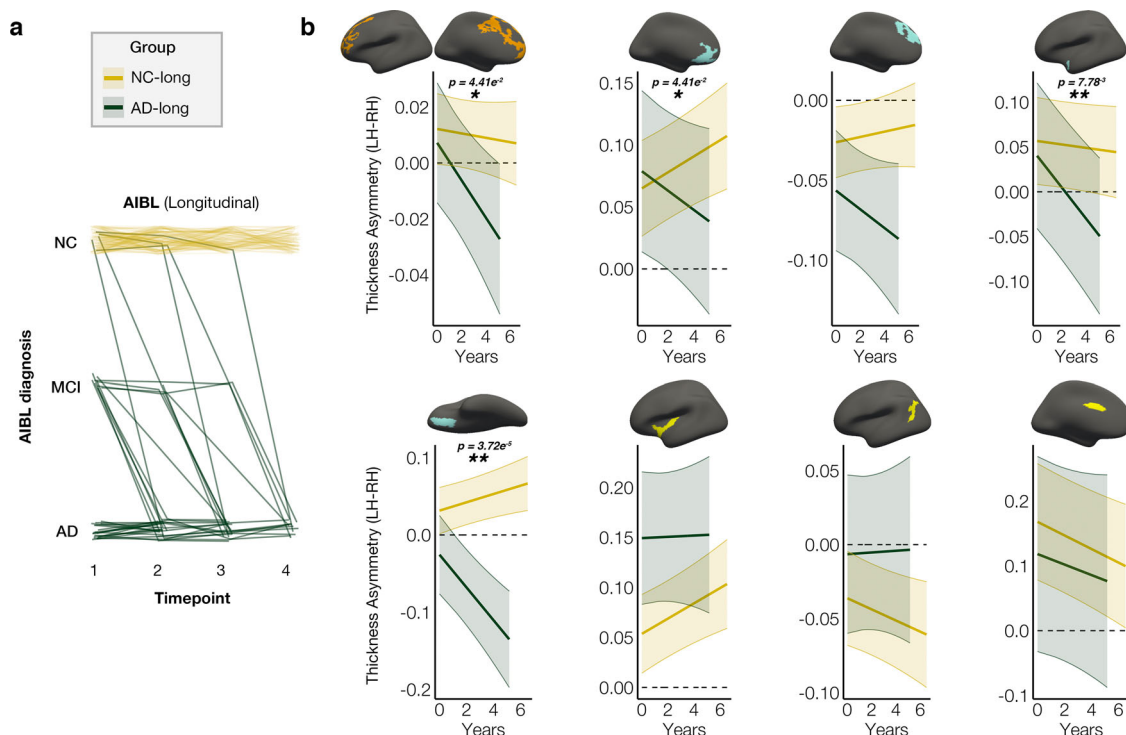 a
Group
NC-long
AD-long
AIBL (Longitudinal)
NC
MCI
AD
AIBL diagnosis
1 2 3 4
Timepoint
b
Thickness Asymmetry (LH-RH)
p = 4.41e-2
*
0.02
0.00
-0.02
-0.04
0 2 4 6
Years
p = 4.41e-2
*
0.15
0.10
0.05
0.00
0 2 4 6
Years
0.00
-0.05
-0.10
0 2 4 6
Years
p = 7.78-3
**
0.10
0.05
0.00
-0.05
-0.10
0 2 4 6
Years
Thickness Asymmetry (LH-RH)
p = 3.72e-5
**
0.1
0.0
-0.1
-0.2
0 2 4 6
Years
0.20
0.15
0.10
0.05
0.00
0 2 4 6
Years
0.05
0.00
-0.05
-0.10
0 2 4 6
Years
0.2
0.1
0.0
-0.1
0 2 4 6
Years